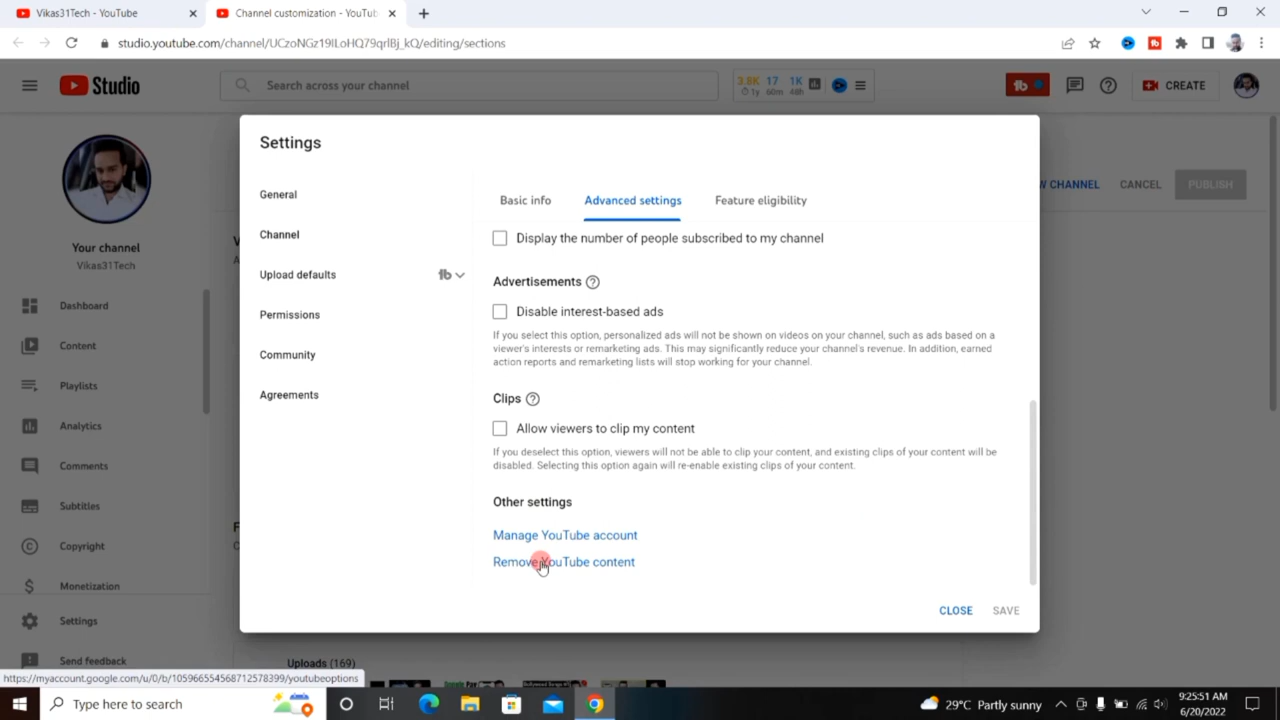 Vikas31Tech - YouTube
Channel customization - YouTub
studio.youtube.com/channel/UCzoNGz19ILoHQ79qrlBj_kQ/editing/sections
Studio
Search across your channel
3.8K 17 1K
1y 60m 48h
CREATE
Settings
General
Channel
Upload defaults
Permissions
Community
Agreements
Basic info
Advanced settings
Feature eligibility
Display the number of people subscribed to my channel
Advertisements
Disable interest-based ads
If you select this option, personalized ads will not be shown on videos on your channel, such as ads based on a
viewer's interests or remarketing ads. This may significantly reduce your channel's revenue. In addition, earned
action reports and remarketing lists will stop working for your channel.
Clips
Allow viewers to clip my content
If you deselect this option, viewers will not be able to clip your content, and existing clips of your content will be
disabled. Selecting this option again will re-enable existing clips of your content.
Other settings
Manage YouTube account
Remove YouTube content
CLOSE
SAVE
W CHANNEL
CANCEL
PUBLISH
Your channel
Vikas31Tech
Dashboard
Content
Playlists
Analytics
Comments
Subtitles
Copyright
Monetization
Settings
Send feedback
Uploads (169)
https://myaccount.google.com/u/0/b/105966554568712578399/youtubeoptions
Type here to search
29°C Partly sunny
9:25:51 AM
6/20/2022